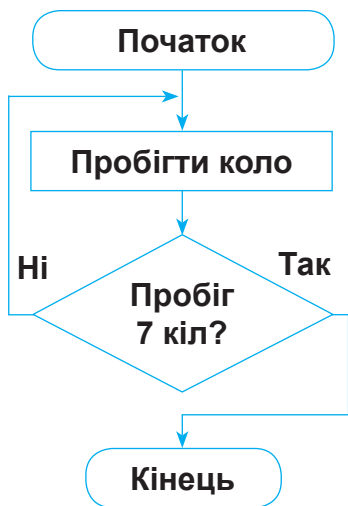 Початок
Пробігти коло
Ні
Так
Пробіг
7 кіл?
Кінець